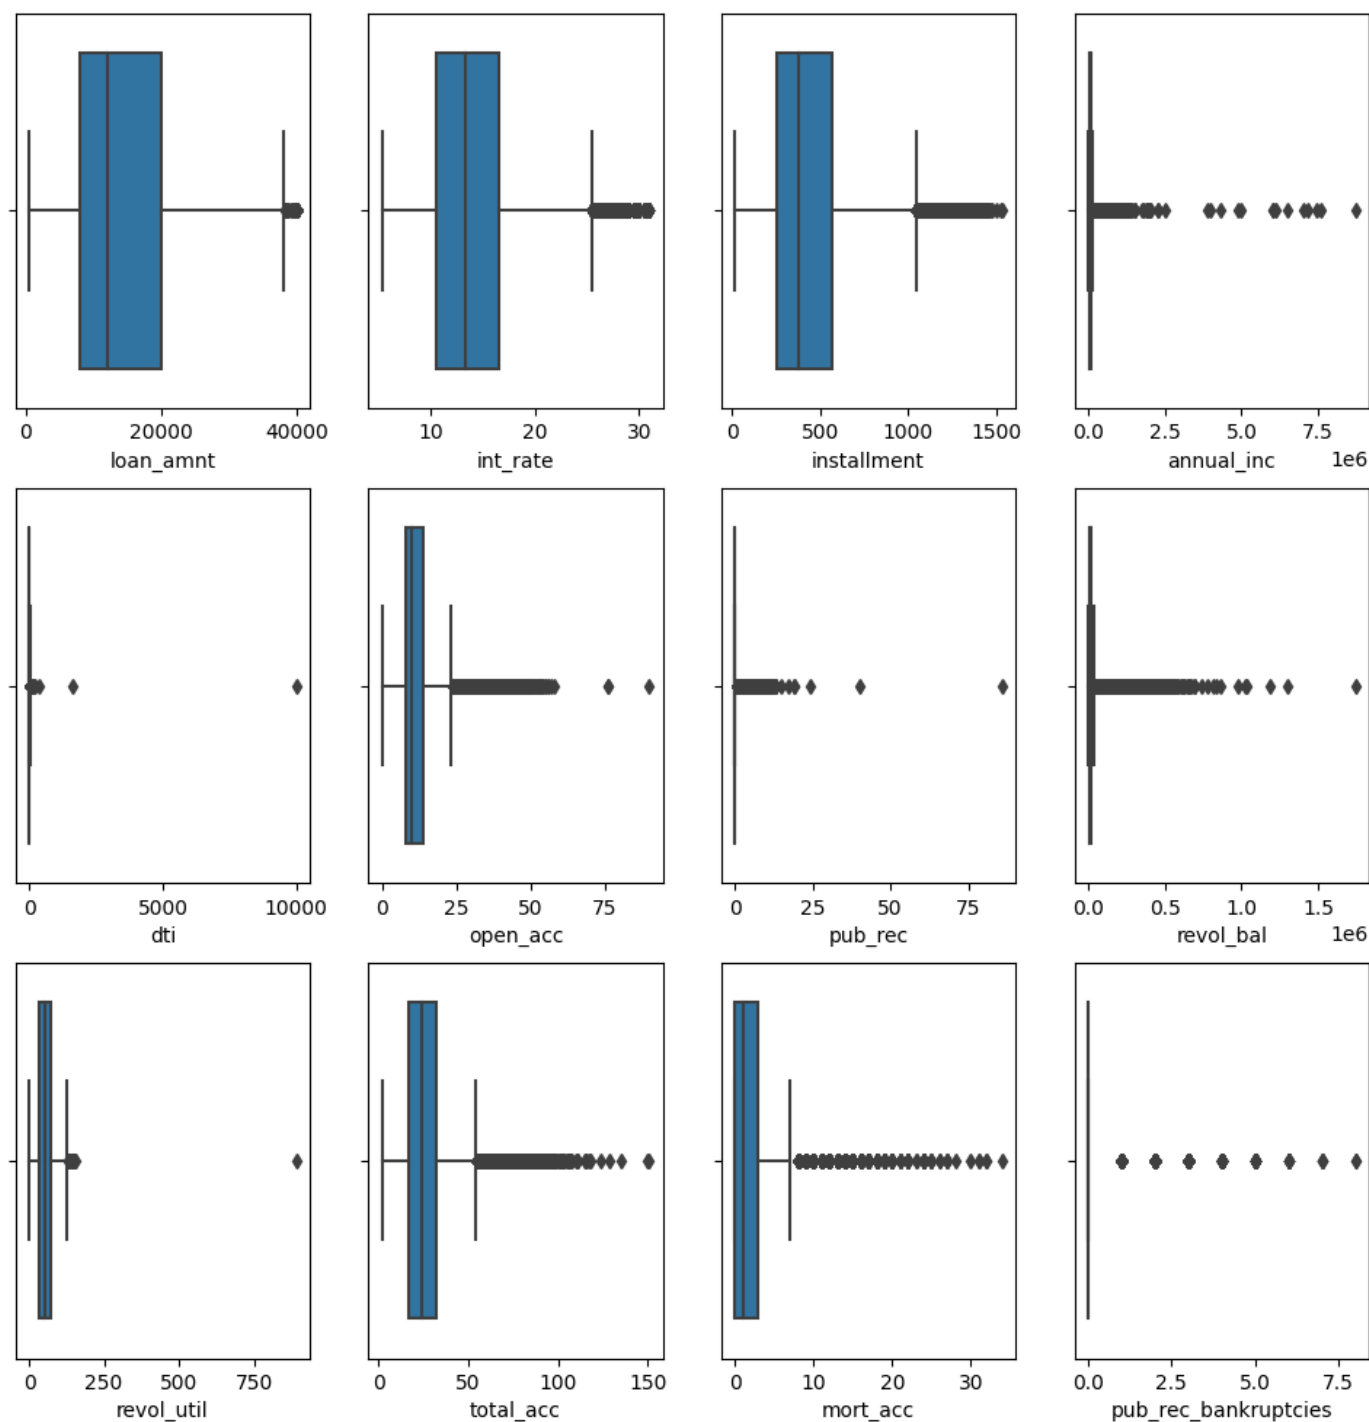 0 20000 40000
loan_amnt
10 20 30
int_rate
0 500 1000 1500
installment
0.0 2.5 5.0 7.5
annual_inc 1e6
0 5000 10000
dti
0 25 50 75
open_acc
0 25 50 75
pub_rec
0.0 0.5 1.0 1.5
revol_bal 1e6
0 250 500 750
revol_util
0 50 100 150
total_acc
0 10 20 30
mort_acc
0.0 2.5 5.0 7.5
pub_rec_bankruptcies